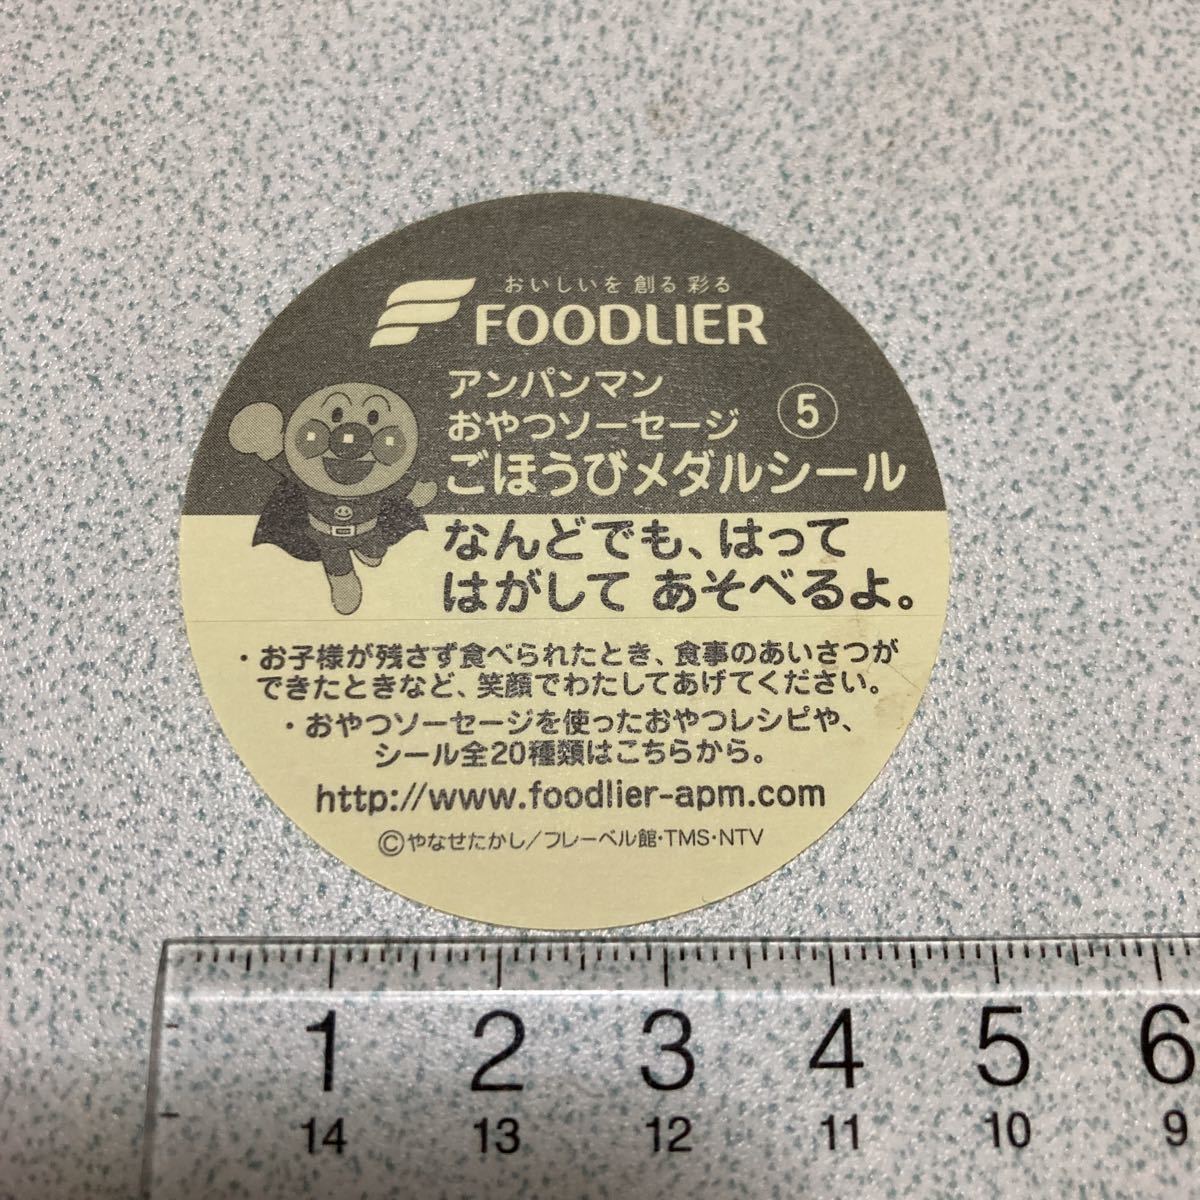 おいしいを 創る 彩る
FOODLIER
アンパンマン
おやつソーセージ ⑤
ごほうびメダルシール
なんどでも、はって
はがして あそべるよ。
・お子様が残さず食べられたとき、食事のあいさつが
できたときなど、笑顔でわたしてあげてください。
・おやつソーセージを使ったおやつレシピや、
シール全20種類はこちらから。
http://www.foodlier-apm.com
©やなせたかし/フレーベル館・TMS・NTV
1 2 3 4 5 6
14 13 12 11 10 9